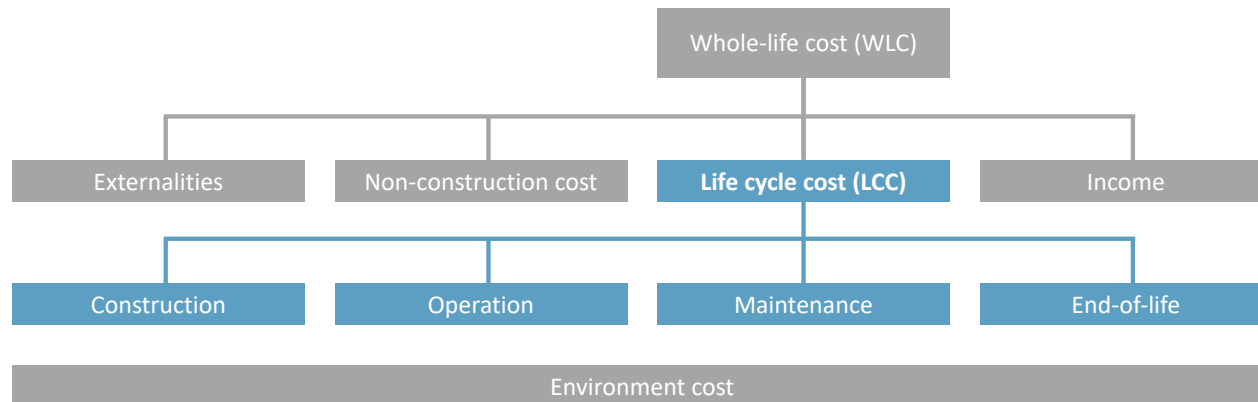 Whole-life cost (WLC)
Externalities
Non-construction cost
Life cycle cost (LCC)
Income
Construction
Operation
Maintenance
End-of-life
Environment cost